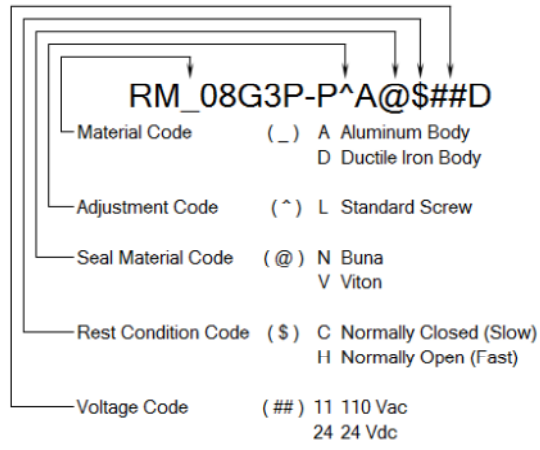 RM_08G3P-P^A@$##D
Material Code ( _ ) A Aluminum Body
D Ductile Iron Body
Adjustment Code ( ^ ) L Standard Screw
Seal Material Code ( @ ) N Buna
V Viton
Rest Condition Code ( $ ) C Normally Closed (Slow)
H Normally Open (Fast)
Voltage Code ( ## ) 11 110 Vac
24 24 Vdc